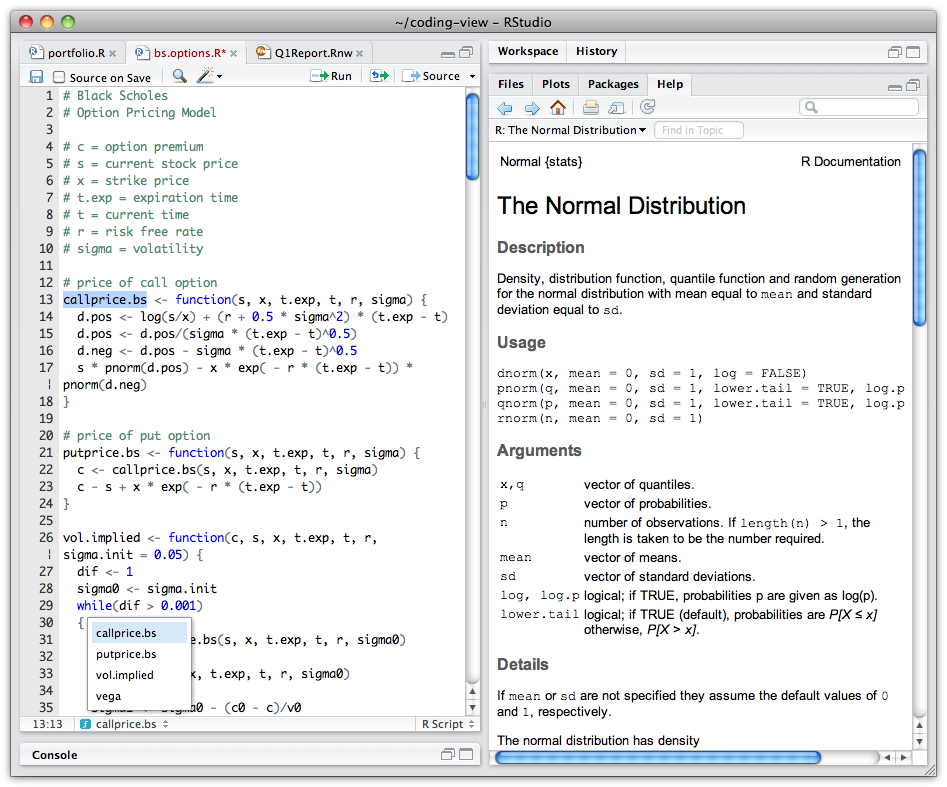 ~/coding-view - RStudio
portfolio.R
bs.options.R*
Q1Report.Rnw
Source on Save
Run
Source
1 # Black Scholes
2 # Option Pricing Model
3
4 # c = option premium
5 # s = current stock price
6 # x = strike price
7 # t.exp = expiration time
8 # t = current time
9 # r = risk free rate
10 # sigma = volatility
11
12 # price of call option
13 callprice.bs <- function(s, x, t.exp, t, r, sigma) {
14 d.pos <- log(s/x) + (r + 0.5 * sigma^2) * (t.exp - t)
15 d.pos <- d.pos/(sigma * (t.exp - t)^0.5)
16 d.neg <- d.pos - sigma * (t.exp - t)^0.5
17 s * pnorm(d.pos) - x * exp( - r * (t.exp - t)) *
pnorm(d.neg)
18 }
19
20 # price of put option
21 putprice.bs <- function(s, x, t.exp, t, r, sigma) {
22 c <- callprice.bs(s, x, t.exp, t, r, sigma)
23 c - s + x * exp( - r * (t.exp - t))
24 }
25
26 vol.implied <- function(c, s, x, t.exp, t, r,
sigma.init = 0.05) {
27 dif <- 1
28 sigma0 <- sigma.init
29 while(dif > 0.001)
30 {
31 e.bs(s, x, t.exp, t, r, sigma0)
32
33 x, t.exp, t, r, sigma0)
34
35 sigma0 - (c0 - c)/v0
callprice.bs
putprice.bs
vol.implied
vega
13:13
callprice.bs
R Script
Console
Workspace
History
Files
Plots
Packages
Help
R: The Normal Distribution
Find in Topic
Normal {stats}
R Documentation
The Normal Distribution
Description
Density, distribution function, quantile function and random generation
for the normal distribution with mean equal to mean and standard
deviation equal to sd.
Usage
dnorm(x, mean = 0, sd = 1, log = FALSE)
pnorm(q, mean = 0, sd = 1, lower.tail = TRUE, log.p
qnorm(p, mean = 0, sd = 1, lower.tail = TRUE, log.p
rnorm(n, mean = 0, sd = 1)
Arguments
x,q vector of quantiles.
p vector of probabilities.
n number of observations. If length(n) > 1, the
length is taken to be the number required.
mean vector of means.
sd vector of standard deviations.
log, log.p logical; if TRUE, probabilities p are given as log(p).
lower.tail logical; if TRUE (default), probabilities are P[X ≤ x]
otherwise, P[X > x].
Details
If mean or sd are not specified they assume the default values of 0
and 1, respectively.
The normal distribution has density